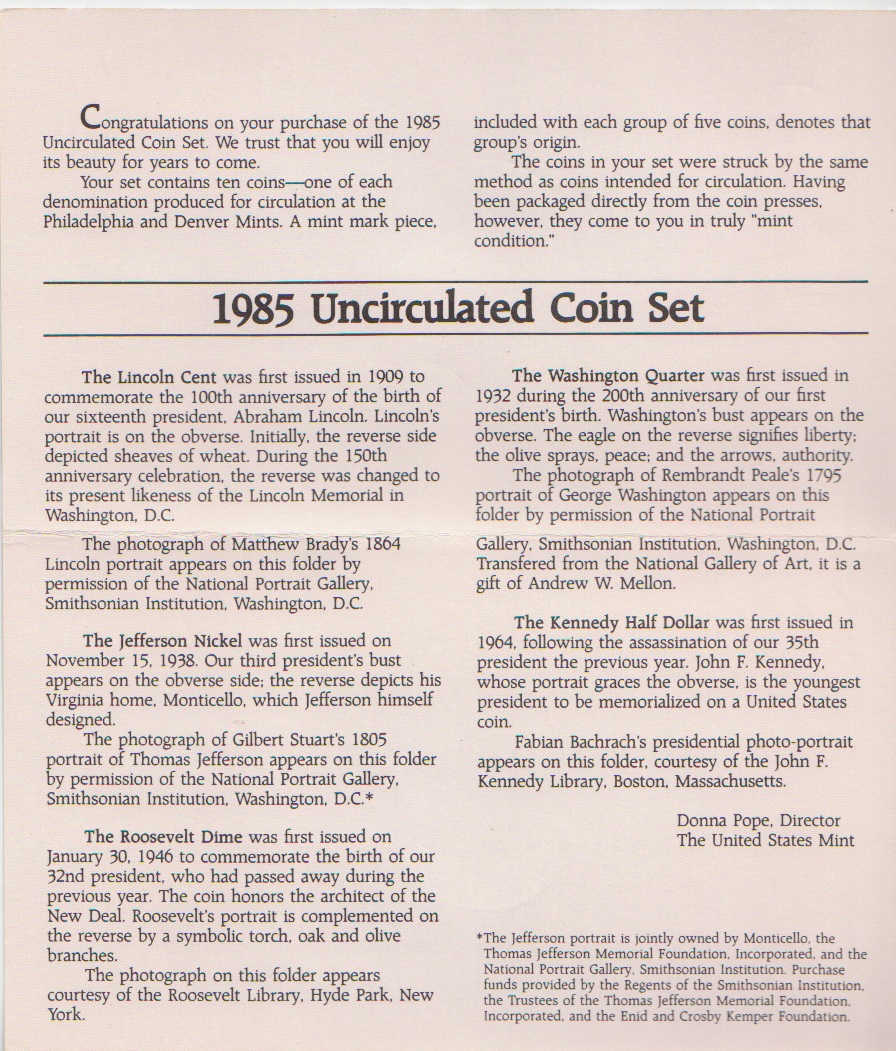 Congratulations on your purchase of the 1985
Uncirculated Coin Set. We trust that you will enjoy
its beauty for years to come.
Your set contains ten coins—one of each
denomination produced for circulation at the
Philadelphia and Denver Mints. A mint mark piece,
included with each group of five coins, denotes that
group's origin.
The coins in your set were struck by the same
method as coins intended for circulation. Having
been packaged directly from the coin presses,
however, they come to you in truly "mint
condition."
1985 Uncirculated Coin Set
The Lincoln Cent was first issued in 1909 to
commemorate the 100th anniversary of the birth of
our sixteenth president, Abraham Lincoln. Lincoln's
portrait is on the obverse. Initially, the reverse side
depicted sheaves of wheat. During the 150th
anniversary celebration, the reverse was changed to
its present likeness of the Lincoln Memorial in
Washington, D.C.
The photograph of Matthew Brady's 1864
Lincoln portrait appears on this folder by
permission of the National Portrait Gallery,
Smithsonian Institution, Washington, D.C.
The Jefferson Nickel was first issued on
November 15, 1938. Our third president's bust
appears on the obverse side; the reverse depicts his
Virginia home, Monticello, which Jefferson himself
designed.
The photograph of Gilbert Stuart's 1805
portrait of Thomas Jefferson appears on this folder
by permission of the National Portrait Gallery,
Smithsonian Institution, Washington, D.C.*
The Roosevelt Dime was first issued on
January 30, 1946 to commemorate the birth of our
32nd president, who had passed away during the
previous year. The coin honors the architect of the
New Deal. Roosevelt's portrait is complemented on
the reverse by a symbolic torch, oak and olive
branches.
The photograph on this folder appears
courtesy of the Roosevelt Library, Hyde Park, New
York.
The Washington Quarter was first issued in
1932 during the 200th anniversary of our first
president's birth. Washington's bust appears on the
obverse. The eagle on the reverse signifies liberty;
the olive sprays, peace; and the arrows, authority.
The photograph of Rembrandt Peale's 1795
portrait of George Washington appears on this
folder by permission of the National Portrait
Gallery, Smithsonian Institution, Washington, D.C.
Transfered from the National Gallery of Art, it is a
gift of Andrew W. Mellon.
The Kennedy Half Dollar was first issued in
1964, following the assassination of our 35th
president the previous year. John F. Kennedy,
whose portrait graces the obverse, is the youngest
president to be memorialized on a United States
coin.
Fabian Bachrach's presidential photo-portrait
appears on this folder, courtesy of the John F.
Kennedy Library, Boston, Massachusetts.
Donna Pope, Director
The United States Mint
*The Jefferson portrait is jointly owned by Monticello, the
Thomas Jefferson Memorial Foundation, Incorporated, and the
National Portrait Gallery, Smithsonian Institution. Purchase
funds provided by the Regents of the Smithsonian Institution,
the Trustees of the Thomas Jefferson Memorial Foundation,
Incorporated, and the Enid and Crosby Kemper Foundation.